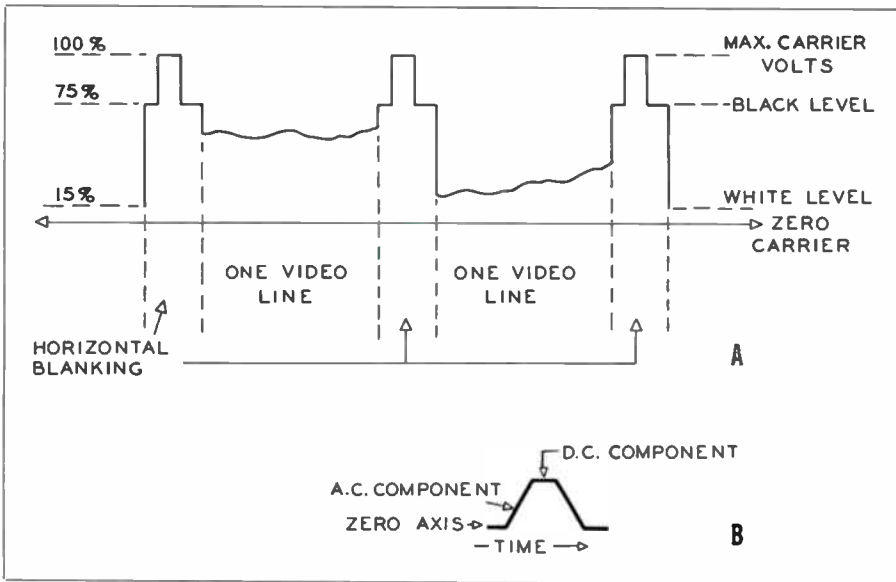 100%
MAX. CARRIER
VOLTS
75%
BLACK LEVEL
15%
WHITE LEVEL
ZERO
CARRIER
ONE VIDEO
LINE
ONE VIDEO
LINE
HORIZONTAL
BLANKING
A
D.C. COMPONENT
A.C. COMPONENT
ZERO AXIS
TIME
B